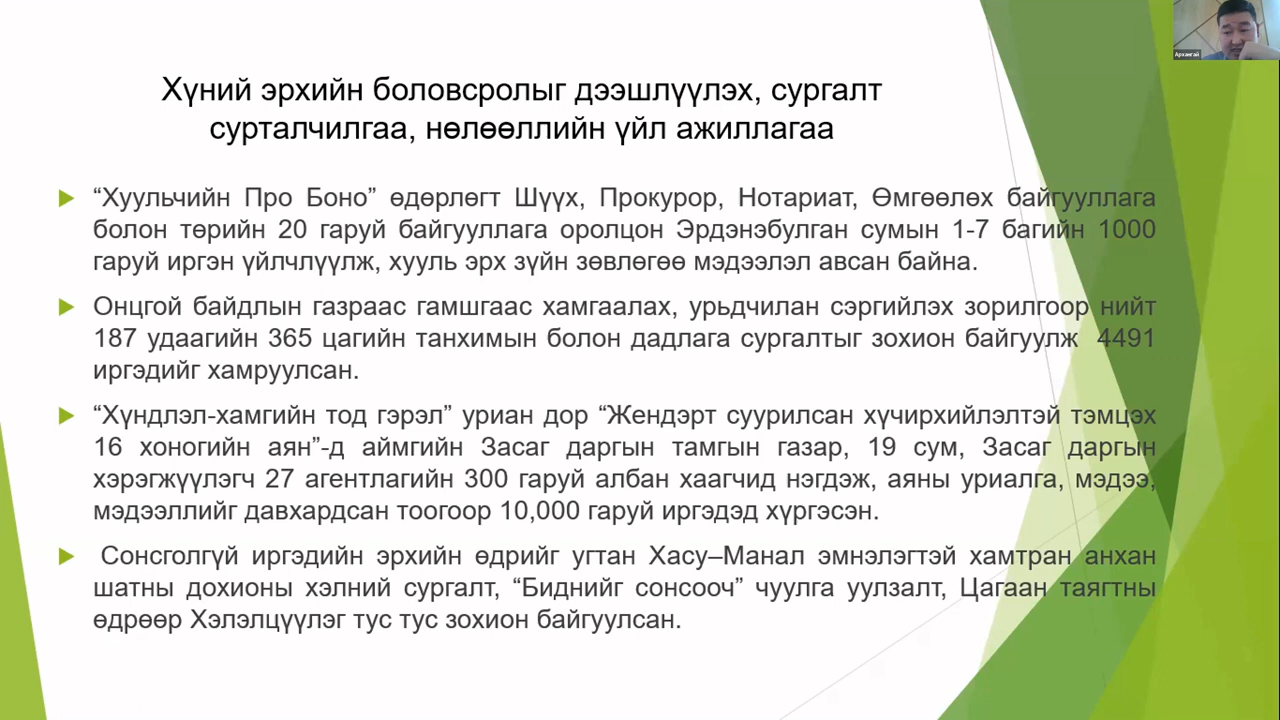 Архангай
Хүний эрхийн боловсролыг дээшлүүлэх, сургалт
сурталчилгаа, нөлөөллийн үйл ажиллагаа
“Хуульчийн Про Боно” өдөрлөгт Шүүх, Прокурор, Нотариат, Өмгөөлөх байгууллага
болон төрийн 20 гаруй байгууллага оролцон Эрдэнэбулган сумын 1-7 багийн 1000
гаруй иргэн үйлчлүүлж, хууль эрх зүйн зөвлөгөө мэдээлэл авсан байна.
Онцгой байдлын газраас гамшгаас хамгаалах, урьдчилан сэргийлэх зорилгоор нийт
187 удаагийн 365 цагийн танхимын болон дадлага сургалтыг зохион байгуулж 4491
иргэдийг хамруулсан.
“Хүндлэл-хамгийн тод гэрэл” уриан дор “Жендэрт суурилсан хүчирхийлэлтэй тэмцэх
16 хоногийн аян”-д аймгийн Засаг даргын тамгын газар, 19 сум, Засаг даргын
хэрэгжүүлэгч 27 агентлагийн 300 гаруй албан хаагчид нэгдэж, аяны уриалга, мэдээ,
мэдээллийг давхардсан тоогоор 10,000 гаруй иргэдэд хүргэсэн.
Сонсголгүй иргэдийн эрхийн өдрийг угтан Хасу–Манал эмнэлэгтэй хамтран анхан
шатны дохионы хэлний сургалт, “Биднийг сонсооч” чуулга уулзалт, Цагаан таягтны
өдрөөр Хэлэлцүүлэг тус тус зохион байгуулсан.